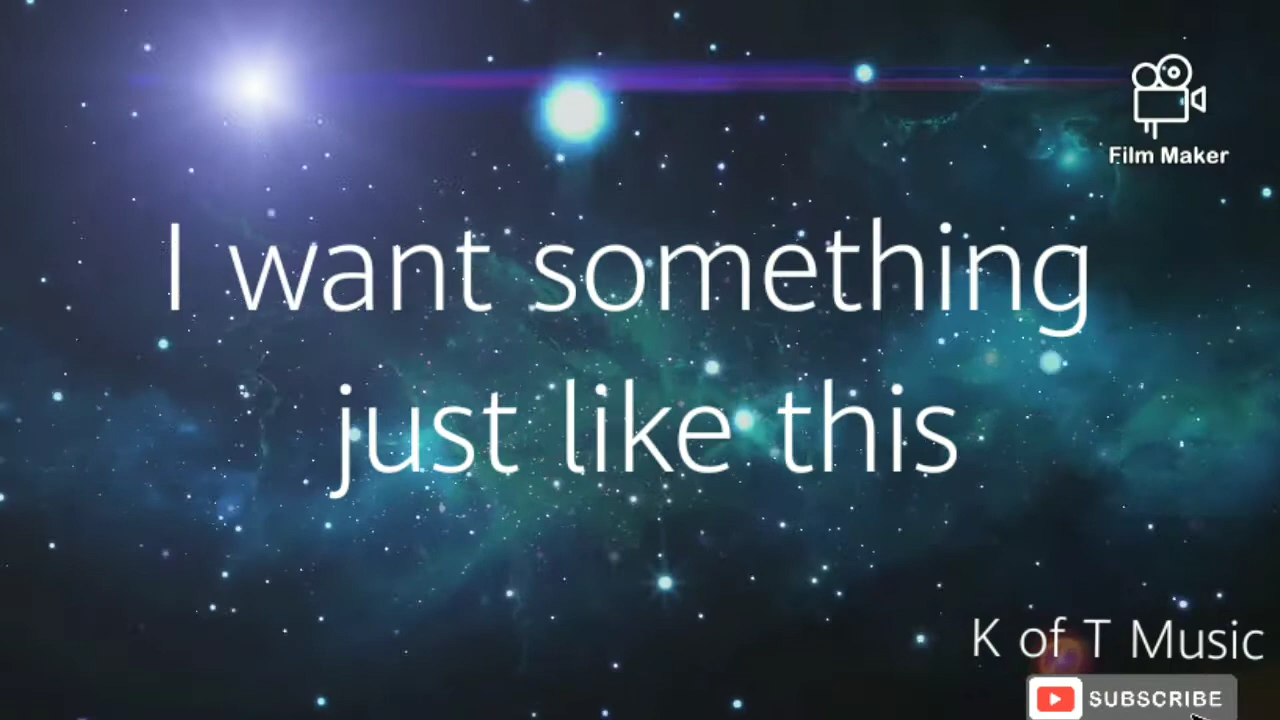 Film Maker
I want something
just like this
K of T Music
SUBSCRIBE